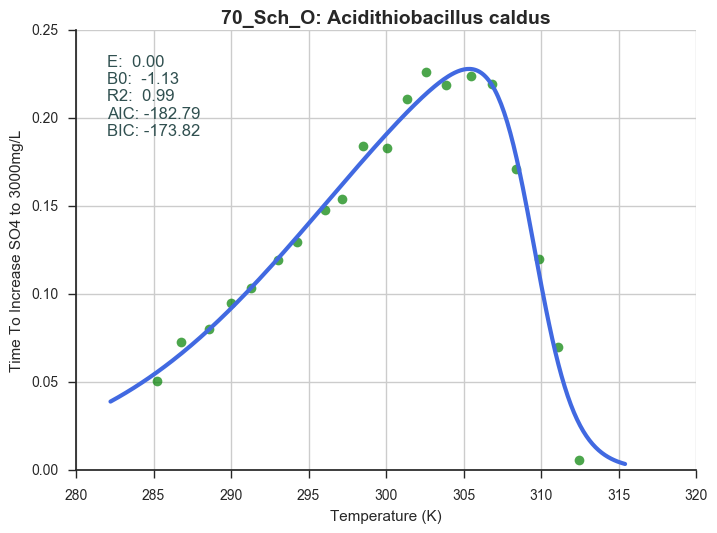 70_Sch_O: Acidithiobacillus caldus
E:  0.00
B0:  -1.13
R2:  0.99
AIC: -182.79
BIC: -173.82
Time To Increase SO4 to 3000mg/L
0.25
0.20
0.15
0.10
0.05
0.00
280 285 290 295 300 305 310 315 320
Temperature (K)